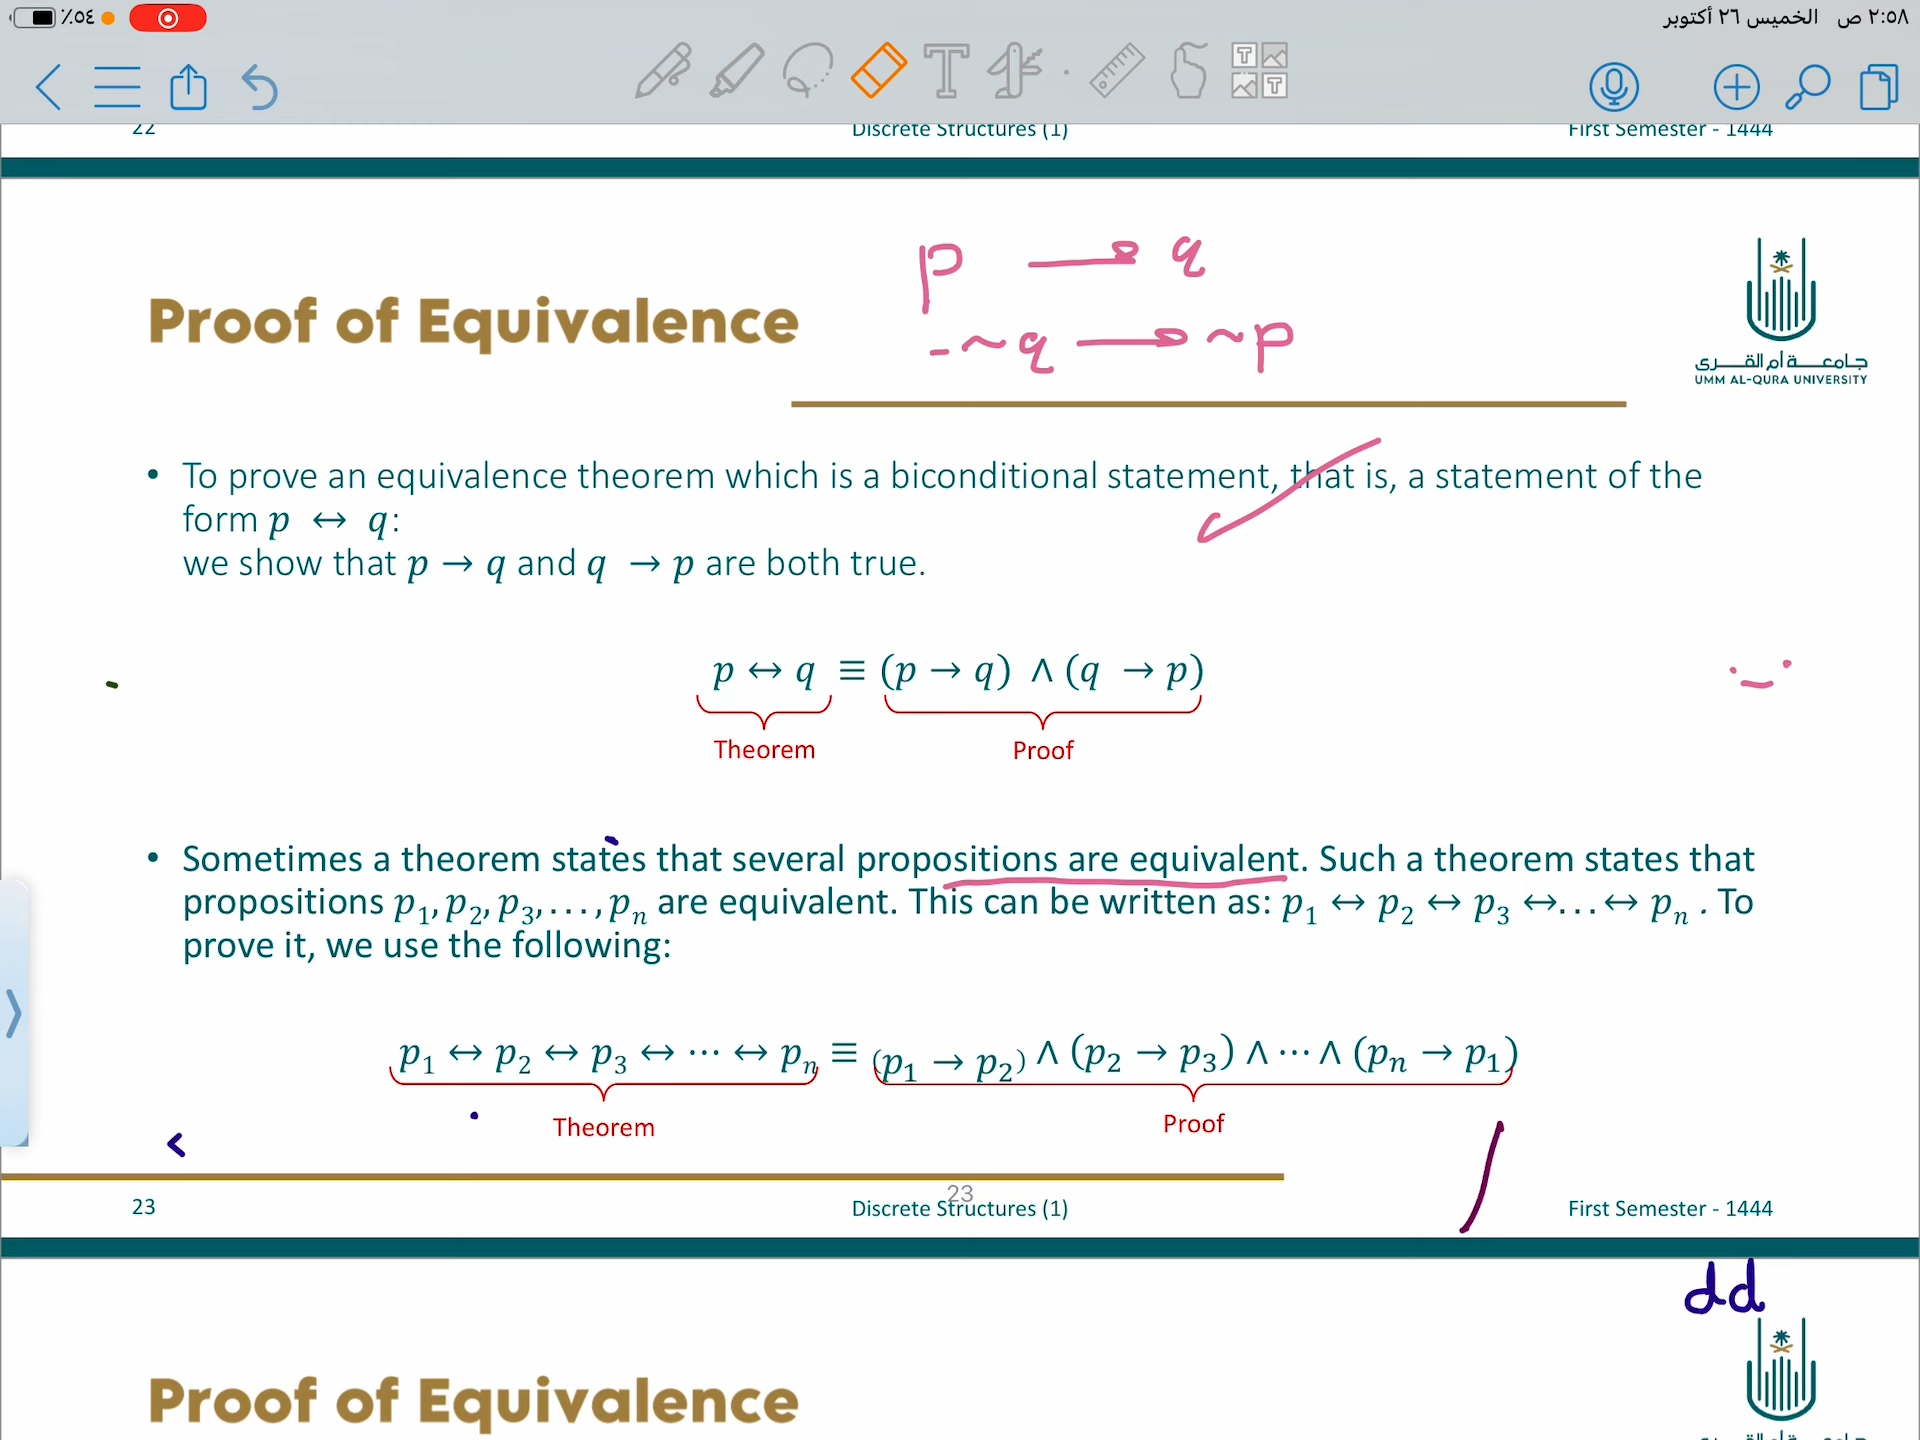 ٪٥٤
٢:٥٨ ص الخميس ٢٦ أكتوبر
22 Discrete Structures (1) First Semester - 1444
p → q
- ~q → ~p
Proof of Equivalence
جامعة أم القرى
UMM AL-QURA UNIVERSITY
• To prove an equivalence theorem which is a biconditional statement, that is, a statement of the
form p ↔ q:
we show that p → q and q → p are both true.
p ↔ q ≡ (p → q) ∧ (q → p)
Theorem Proof
• Sometimes a theorem states that several propositions are equivalent. Such a theorem states that
propositions p₁, p₂, p₃, . . . , pₙ are equivalent. This can be written as: p₁ ↔ p₂ ↔ p₃ ↔. . . ↔ pₙ . To
prove it, we use the following:
p₁ ↔ p₂ ↔ p₃ ↔ ⋯ ↔ pₙ ≡ (p₁ → p₂) ∧ (p₂ → p₃) ∧ ⋯ ∧ (pₙ → p₁)
Theorem Proof
23
23 Discrete Structures (1) First Semester - 1444
dd
Proof of Equivalence